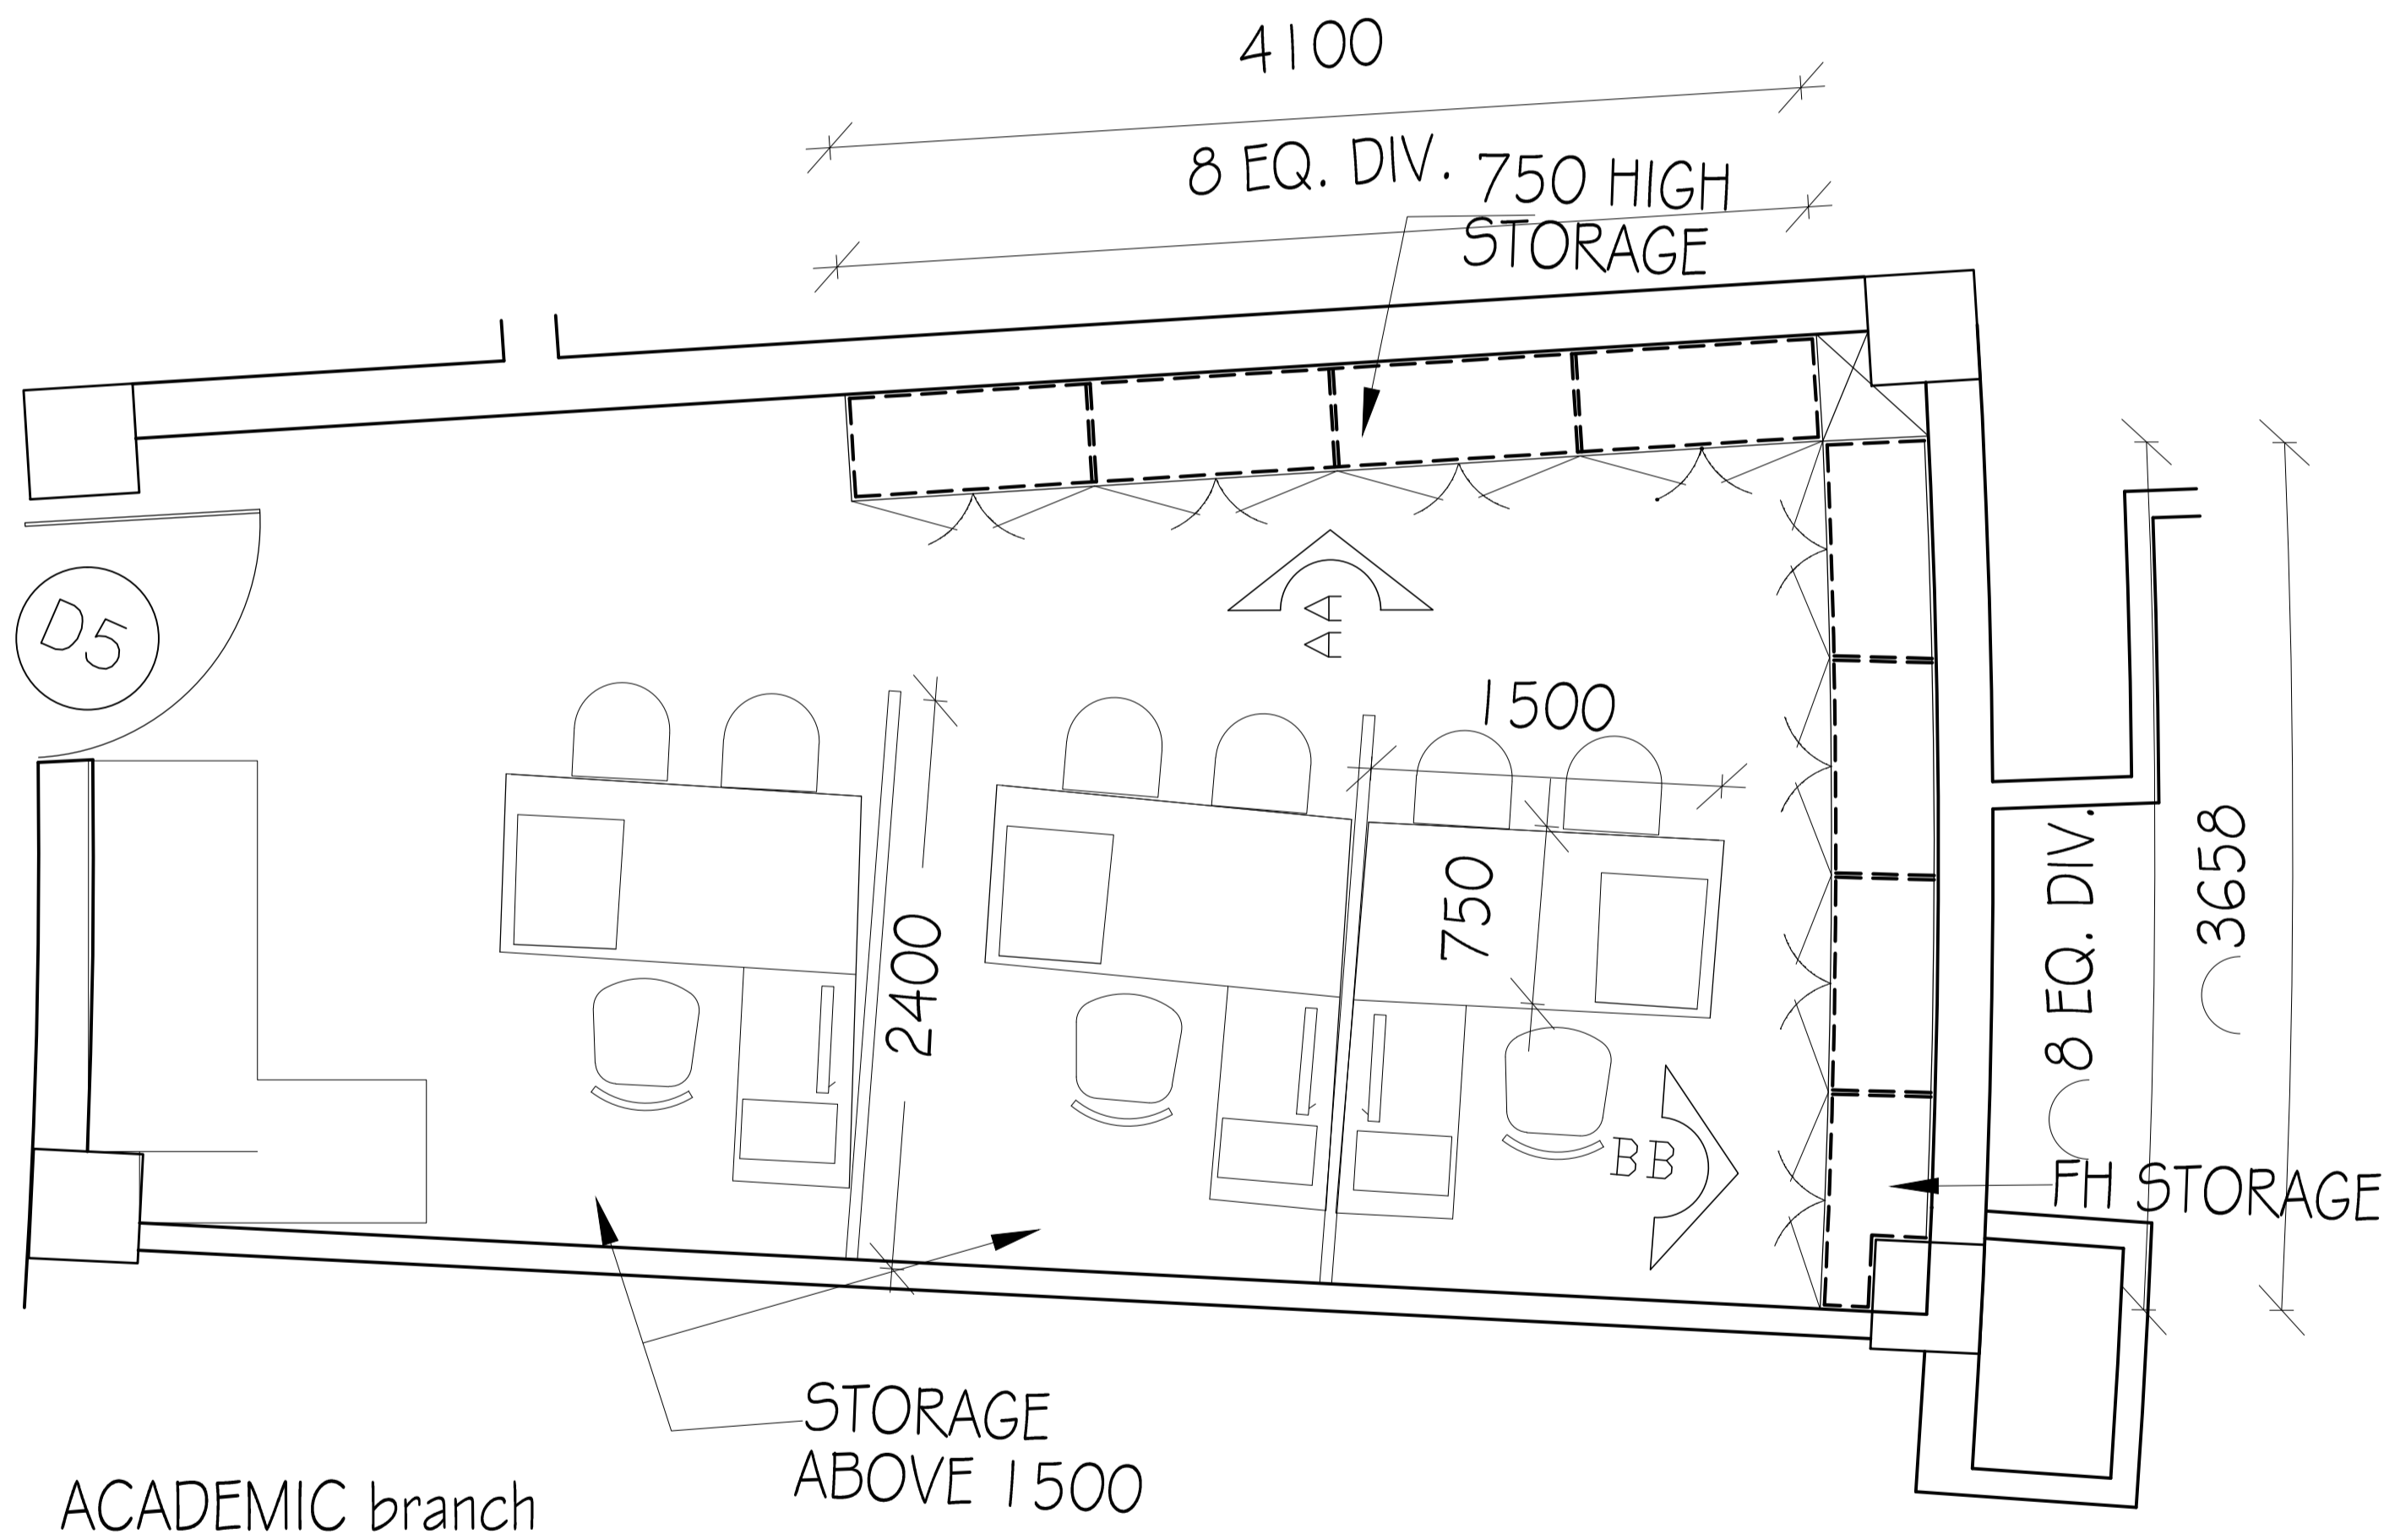 4100
8 EQ. DIV.
750 HIGH
STORAGE
D5
AA
1500
750
2400
BB
8 EQ. DIV.
3658
FH STORAGE
STORAGE
ABOVE 1500
ACADEMIC branch